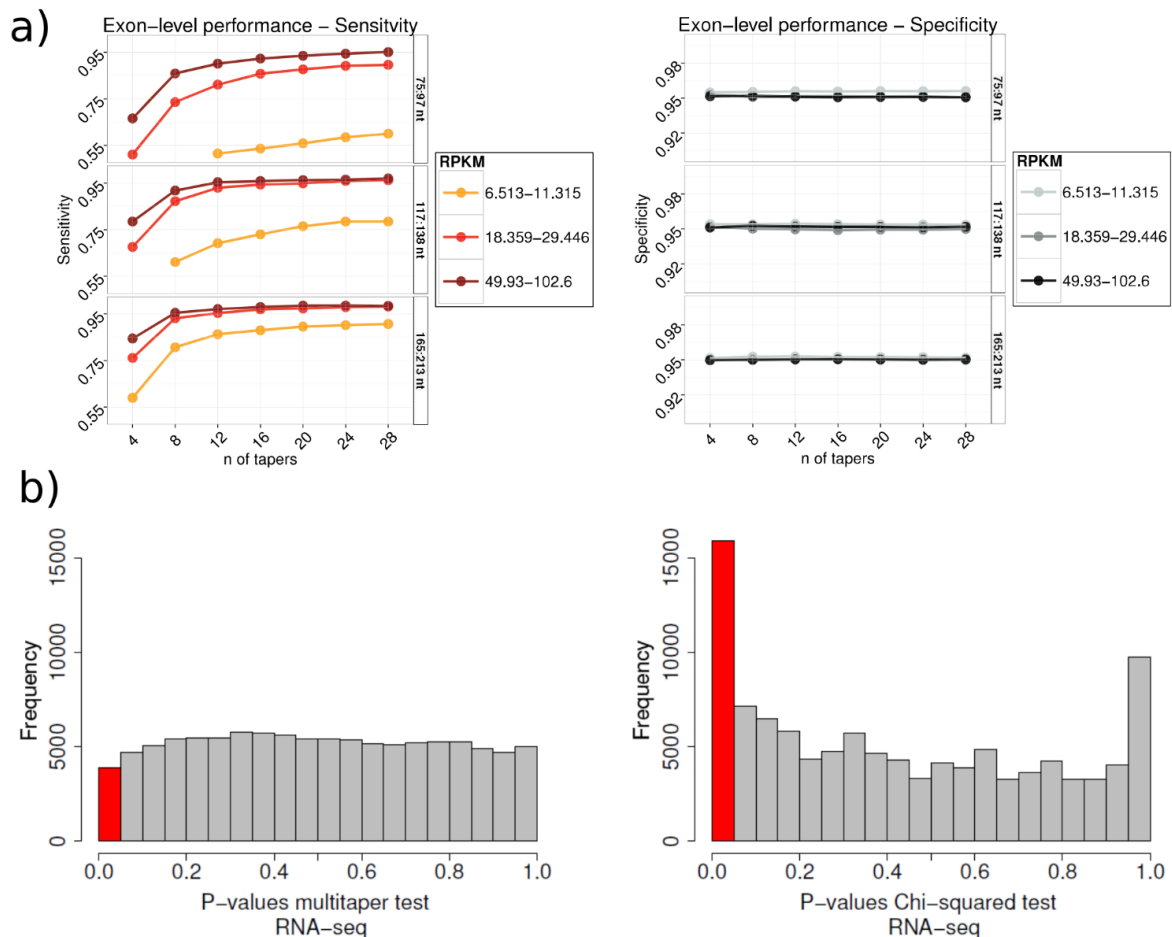 a)
Exon-level performance - Sensitvity
0.95
0.75
0.55
75:97 nt
0.95
0.75
0.55
117:138 nt
0.95
0.75
0.55
165:213 nt
Sensitivity
4 8 12 16 20 24 28
n of tapers
RPKM
6.513-11.315
18.359-29.446
49.93-102.6
Exon-level performance - Specificity
0.98
0.95
0.92
75:97 nt
0.98
0.95
0.92
117:138 nt
0.98
0.95
0.92
165:213 nt
Specificity
4 8 12 16 20 24 28
n of tapers
RPKM
6.513-11.315
18.359-29.446
49.93-102.6
b)
Frequency
15000
10000
5000
0
0.0 0.2 0.4 0.6 0.8 1.0
P-values multitaper test
RNA-seq
Frequency
15000
10000
5000
0
0.0 0.2 0.4 0.6 0.8 1.0
P-values Chi-squared test
RNA-seq